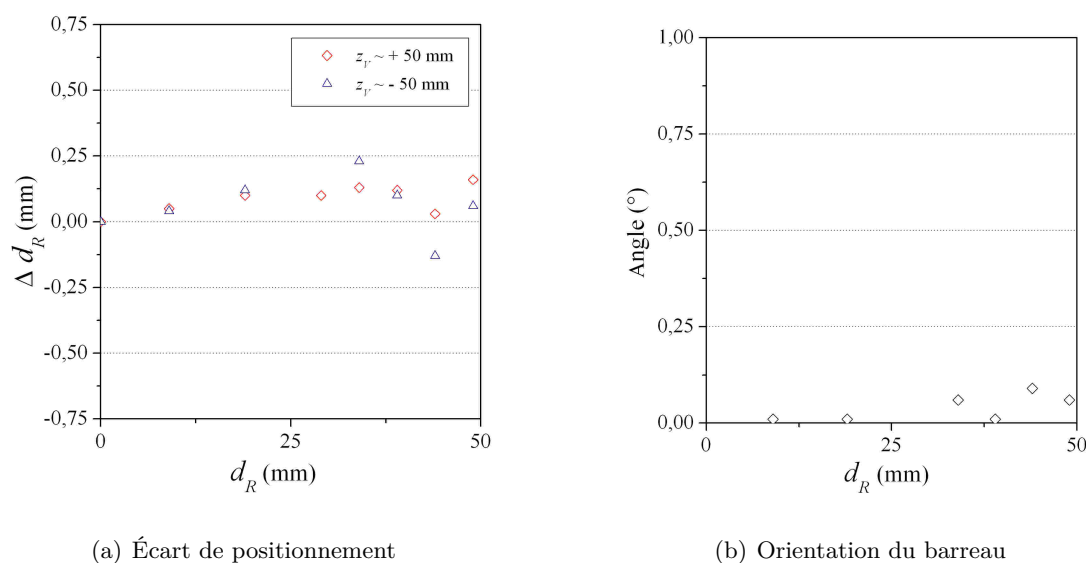 0,75
0,50
0,25
0,00
-0,25
-0,50
-0,75
Δ d_R (mm)
z_V ~ + 50 mm
z_V ~ - 50 mm
0
25
50
d_R (mm)
(a) Écart de positionnement
1,00
0,75
0,50
0,25
0,00
Angle (°)
0
25
50
d_R (mm)
(b) Orientation du barreau